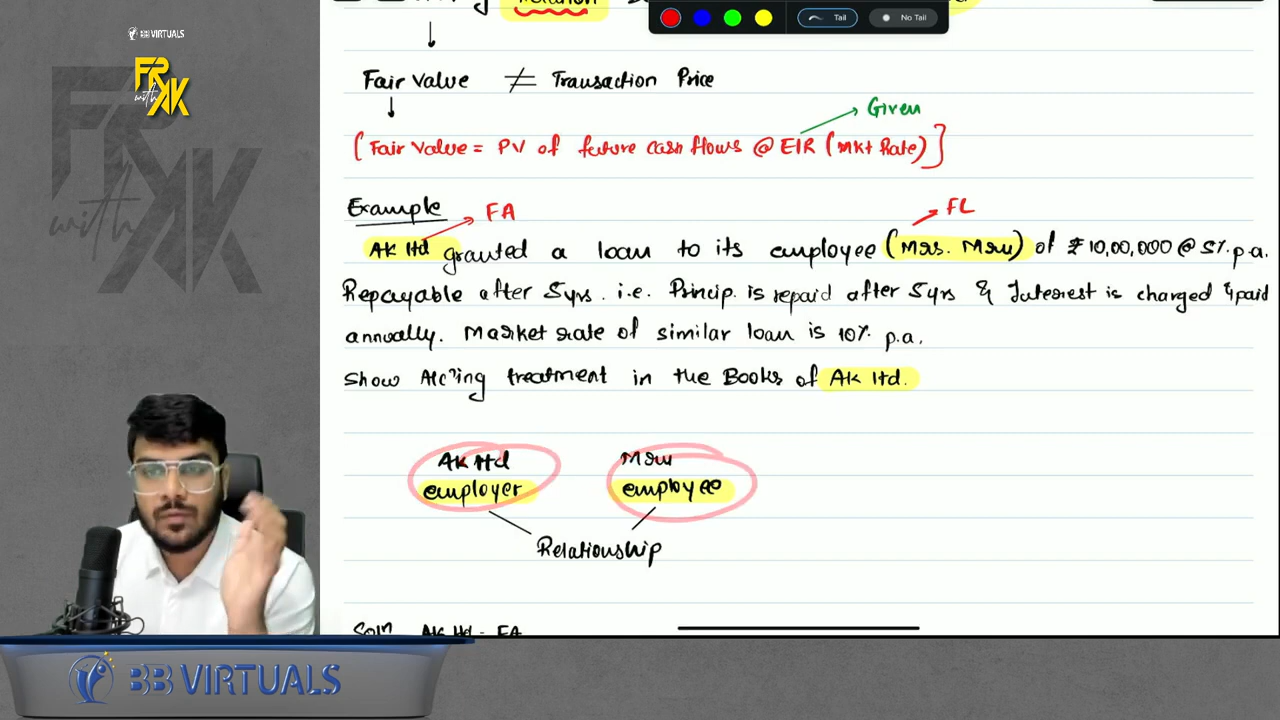 BB VIRTUALS
FR
with
AK
Relation
Tail
No Tail
Fair Value ≠ Transaction Price
Given
[Fair Value = PV of future cash flows @ EIR (Mkt Rate)]
Example
FA
FL
AK ltd granted a loan to its employee (Mrs. Mru) of ₹ 10,00,000 @ 5% p.a.
Repayable after 5yrs. i.e. Princip. is repaid after 5yrs & Interest is charged & paid
annually. Market rate of similar loan is 10% p.a.
Show A/c'ing treatment in the Books of AK ltd.
AK ltd
Mru
employer
employee
Relationship
Soln AK ltd - FA
BB VIRTUALS